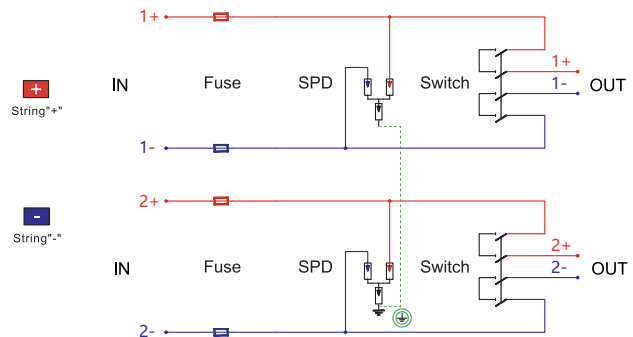 1+
+
String"+"
IN
Fuse
SPD
Switch
1+
1-
OUT
1-
2+
-
String"-"
IN
Fuse
SPD
Switch
2+
2-
OUT
2-